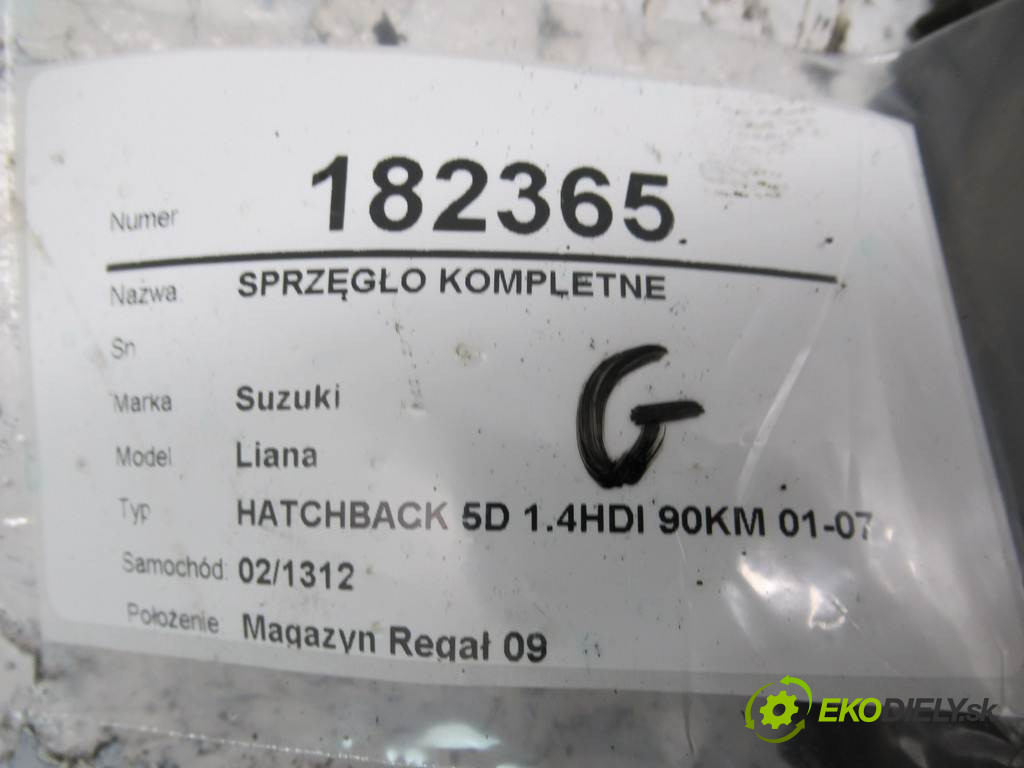 Numer 182365
Nazwa: SPRZĘGŁO KOMPLETNE
Sn
Marka Suzuki
G
Model Liana
Typ HATCHBACK 5D 1.4HDI 90KM 01-07
Samochód: 02/1312
Położenie: Magazyn Regał 09
EKODIELY.sk